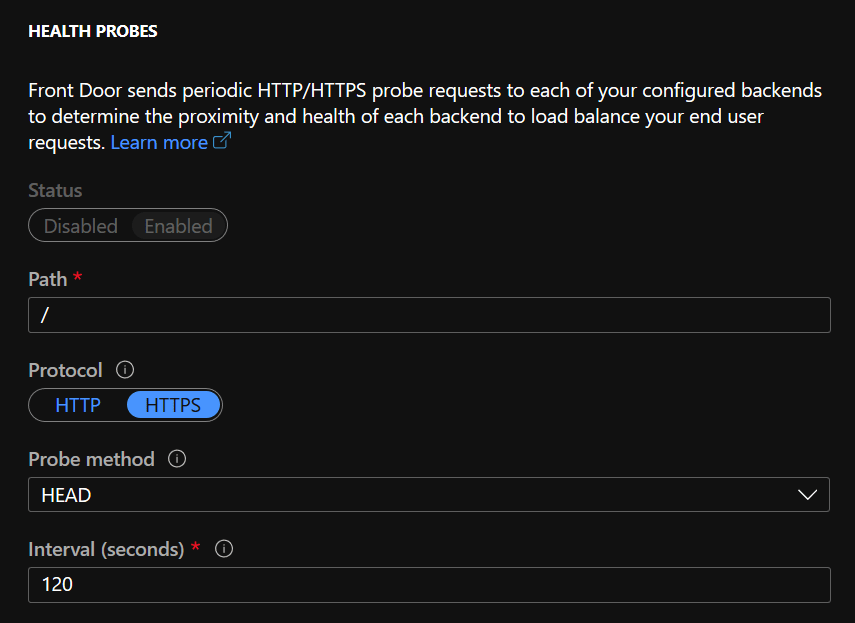 HEALTH PROBES
Front Door sends periodic HTTP/HTTPS probe requests to each of your configured backends
to determine the proximity and health of each backend to load balance your end user
requests. Learn more
Status
Disabled Enabled
Path *
/
Protocol
HTTP HTTPS
Probe method
HEAD
Interval (seconds) *
120